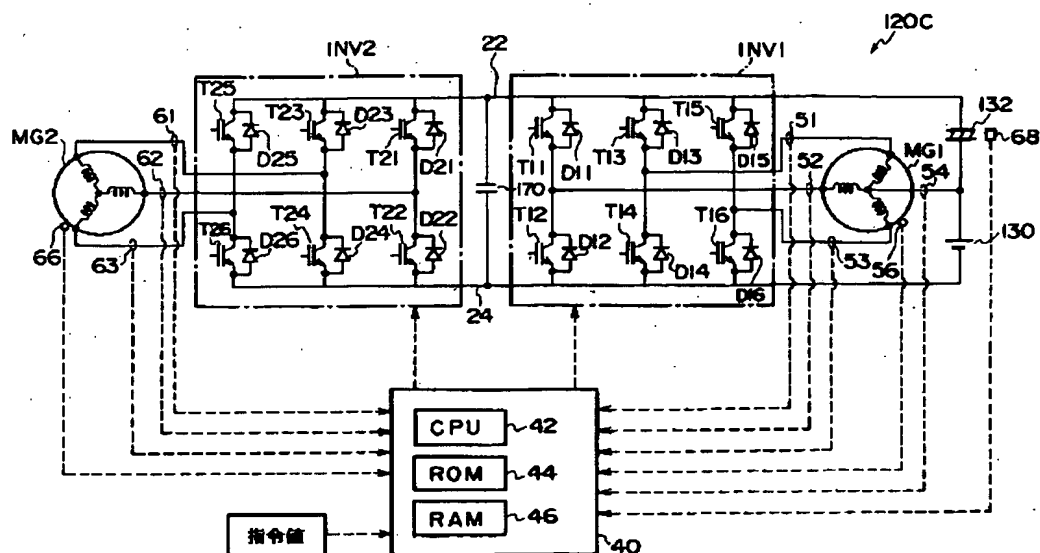 120C
INV2
22
INV1
T25
T23
D23
T21
D25
D21
T11
D11
T13
D13
T15
D15
51
132
68
61
MG2
62
170
52
MG1
54
T26
D26
T24
D24
T22
D22
T12
D12
T14
D14
T16
D16
66
63
24
53
56
130
CPU
42
ROM
44
RAM
46
指令値
40